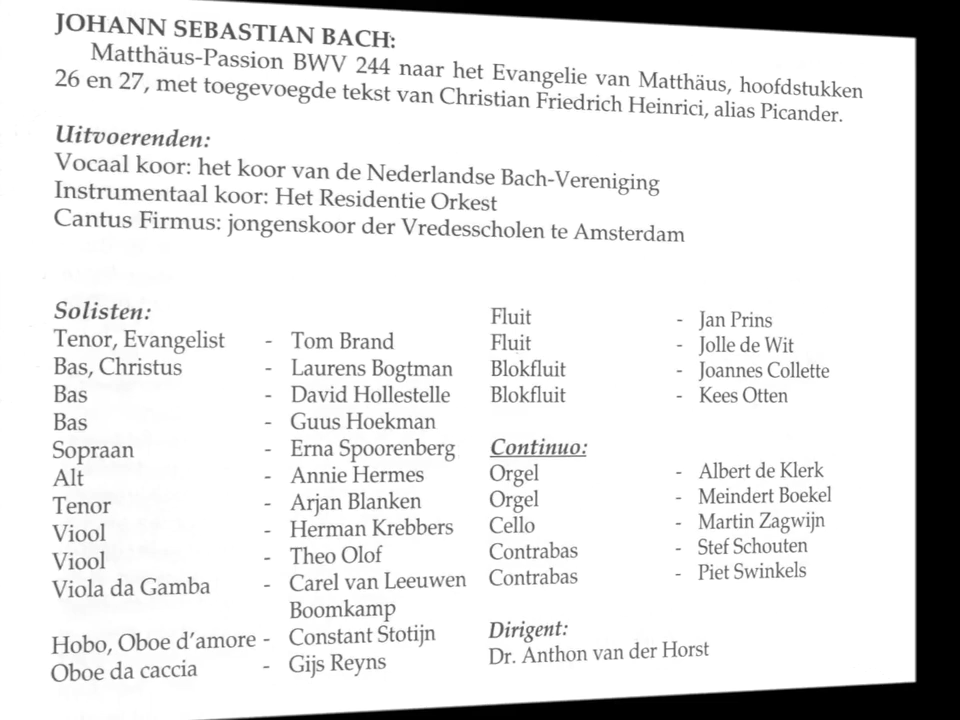 JOHANN SEBASTIAN BACH:
Matthäus-Passion BWV 244 naar het Evangelie van Matthäus, hoofdstukken
26 en 27, met toegevoegde tekst van Christian Friedrich Heinrici, alias Picander.
Uitvoerenden:
Vocaal koor: het koor van de Nederlandse Bach-Vereniging
Instrumentaal koor: Het Residentie Orkest
Cantus Firmus: jongenskoor der Vredesscholen te Amsterdam
Solisten:
Tenor, Evangelist - Tom Brand
Bas, Christus - Laurens Bogtman
Bas - David Hollestelle
Bas - Guus Hoekman
Sopraan - Erna Spoorenberg
Alt - Annie Hermes
Tenor - Arjan Blanken
Viool - Herman Krebbers
Viool - Theo Olof
Viola da Gamba - Carel van Leeuwen
Boomkamp
Hobo, Oboe d'amore - Constant Stotijn
Oboe da caccia - Gijs Reyns
Fluit - Jan Prins
Fluit - Jolle de Wit
Blokfluit - Joannes Collette
Blokfluit - Kees Otten
Continuo:
Orgel - Albert de Klerk
Orgel - Meindert Boekel
Cello - Martin Zagwijn
Contrabas - Stef Schouten
Contrabas - Piet Swinkels
Dirigent:
Dr. Anthon van der Horst